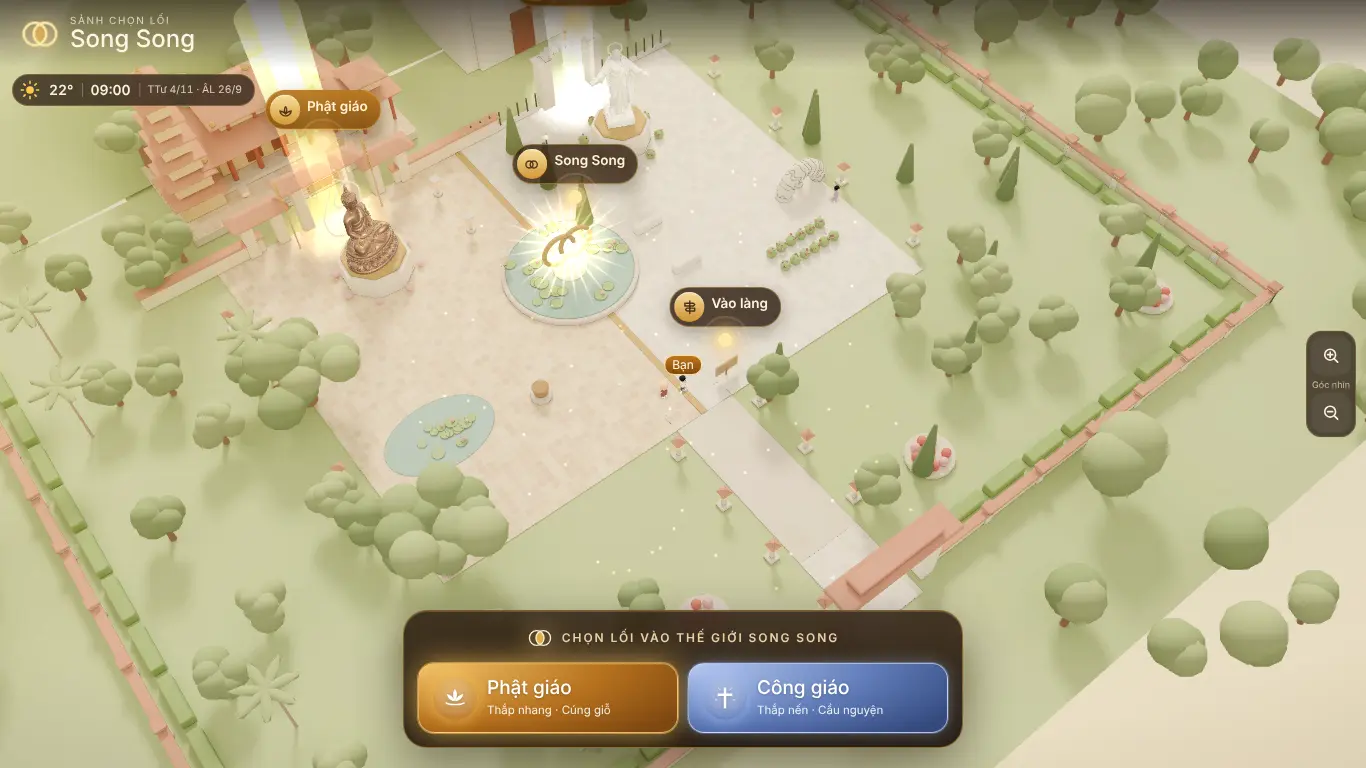 SẢNH CHỌN LỐI
Song Song
22° 09:00 TTư 4/11 · ÂL 26/9
Phật giáo
Song Song
Vào làng
Bạn
Góc nhìn
CHỌN LỐI VÀO THẾ GIỚI SONG SONG
Phật giáo
Thắp nhang · Cúng giỗ
Công giáo
Thắp nến · Cầu nguyện